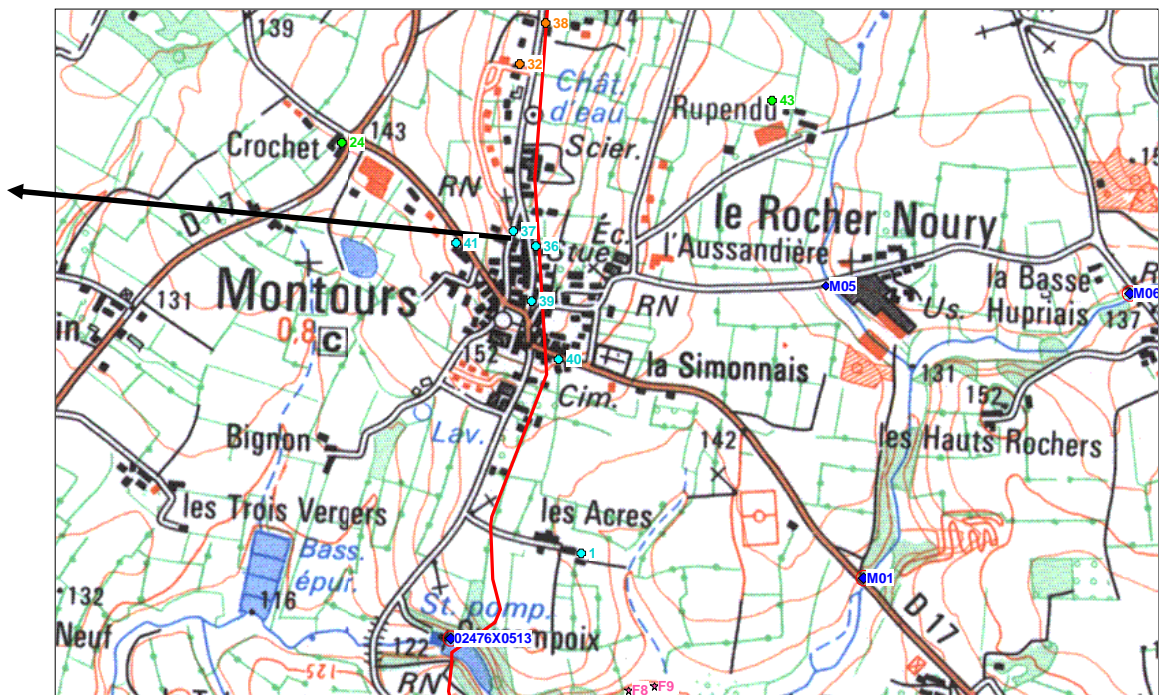 139
38
174
32
Chât.
d'eau
Rupendu
43
143
24
Crochet
Scier.
RN
D 17
37
41
36
Éc.
Stue
le Rocher Noury
l'Aussandière
Montours
131
0,8
C
39
RN
M05
Us.
la Basse
Hupriais
M06
137
152
40
la Simonnais
Cim.
131
152
Bignon
Lav.
142
les Hauts Rochers
les Trois Vergers
les Acres
1
Bass.
épur.
M01
132
116
St. pomp.
D 17
Neuf
122
02476X0513
mpoix
125
RN
F8
F9